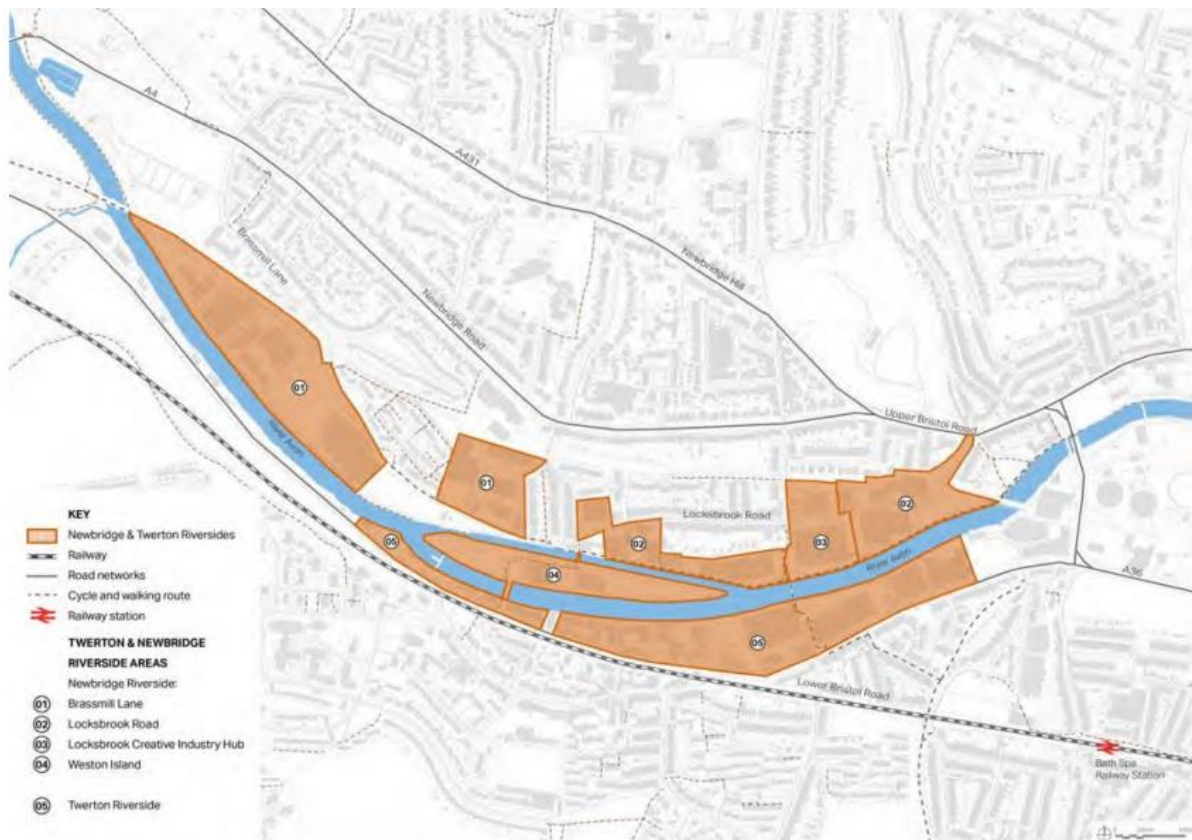 A4
A431
Brassmill Lane
Newbridge Hill
Newbridge Road
01
River Avon
Upper Bristol Road
01
02
Locksbrook Road
02
03
05
04
River Avon
A36
05
Lower Bristol Road
Bath Spa
Railway Station
KEY
Newbridge & Twerton Riversides
Railway
Road networks
Cycle and walking route
Railway station
TWERTON & NEWBRIDGE
RIVERSIDE AREAS
Newbridge Riverside:
01 Brassmill Lane
02 Locksbrook Road
03 Locksbrook Creative Industry Hub
04 Weston Island
05 Twerton Riverside